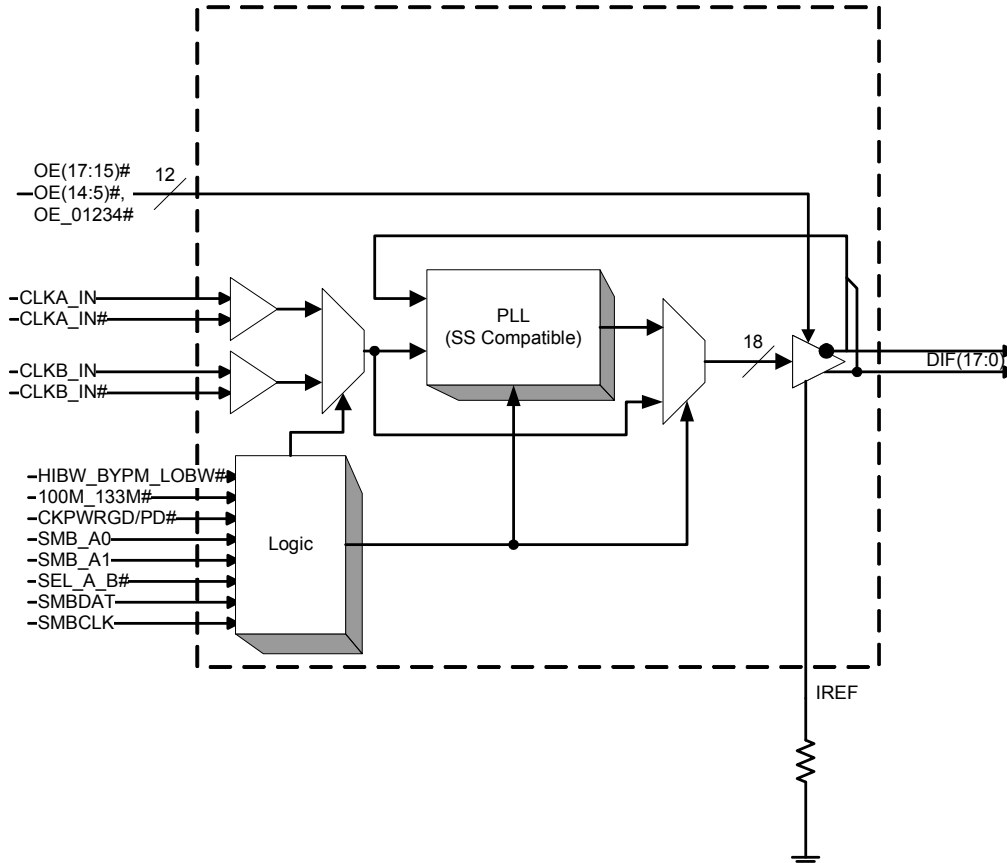 OE(17:15)#
OE(14:5)#,
OE_01234#
12
CLKA_IN
CLKA_IN#
CLKB_IN
CLKB_IN#
PLL
(SS Compatible)
18
DIF(17:0)
HIBW_BYPM_LOBW#
100M_133M#
CKPWRGD/PD#
SMB_A0
SMB_A1
SEL_A_B#
SMBDAT
SMBCLK
Logic
IREF